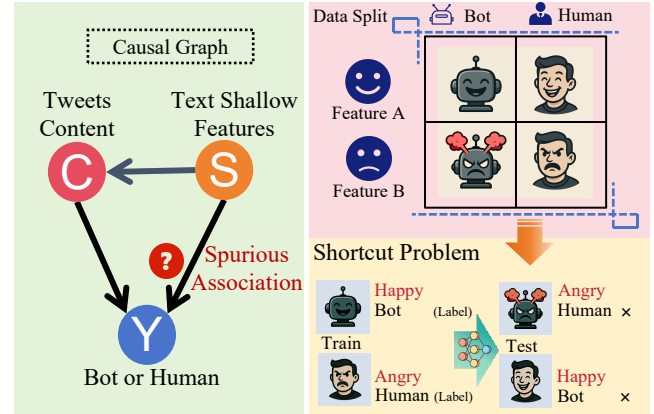 Causal Graph
Tweets
Content
Text Shallow
Features
C
S
?
Spurious
Association
Y
Bot or Human
Data Split
Bot
Human
Feature A
Feature B
Shortcut Problem
Happy
Bot (Label)
Train
Angry
Human (Label)
Angry
Human ×
Test
Happy
Bot ×